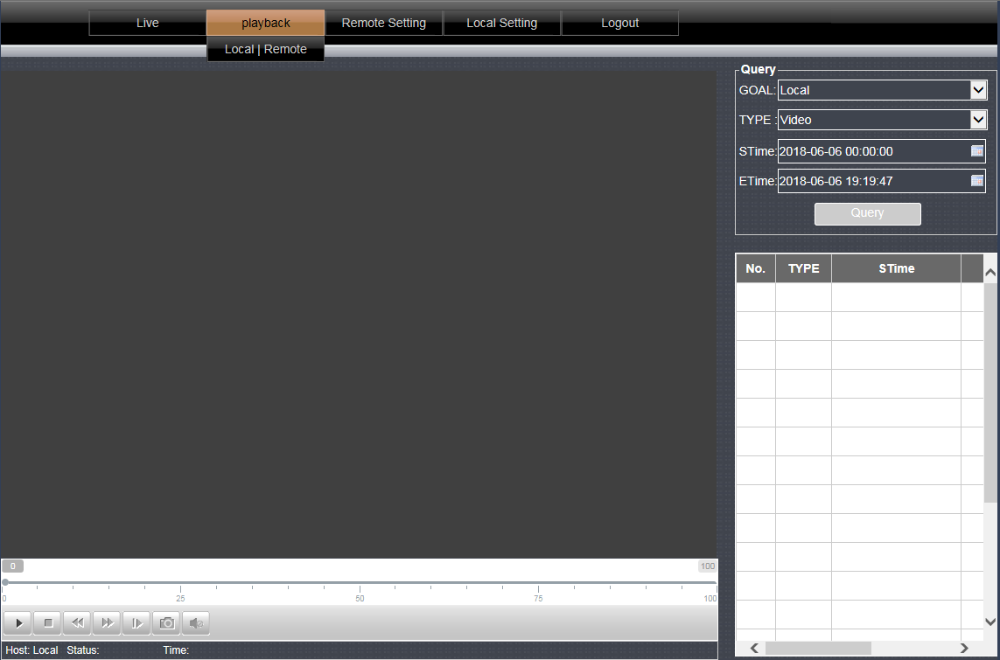 Live playback Remote Setting Local Setting Logout
Local | Remote
Query
GOAL: Local
TYPE : Video
STime: 2018-06-06 00:00:00
ETime: 2018-06-06 19:19:47
Query
No. TYPE STime
0 100
0 25 50 75 100
Host: Local Status: Time: